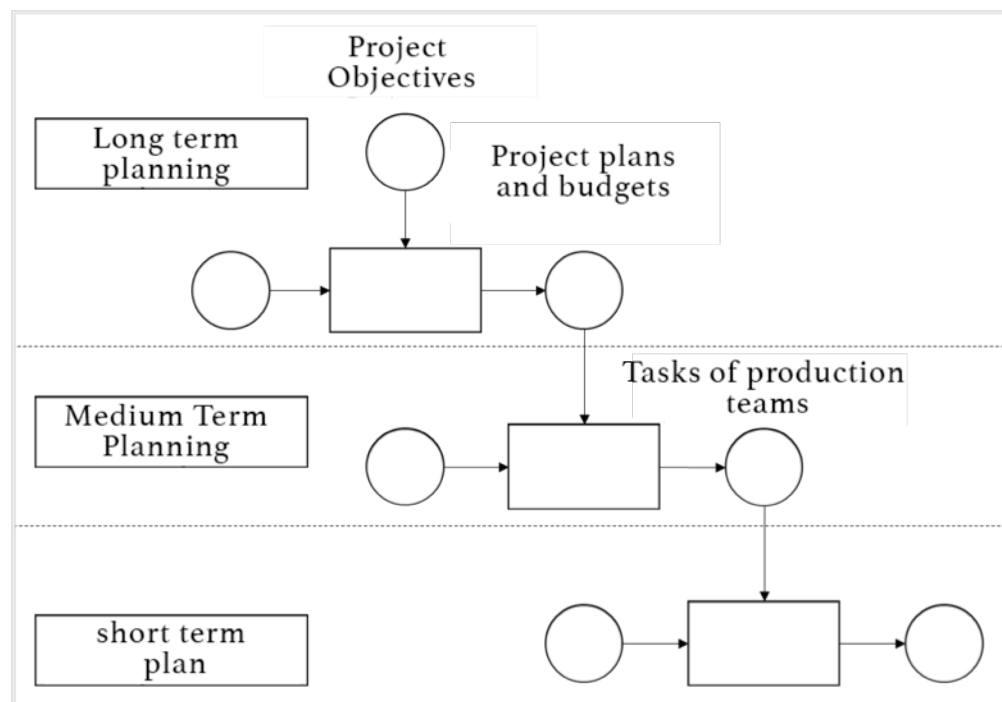 Project
Objectives
Long term
planning
Project plans
and budgets
Medium Term
Planning
Tasks of production
teams
short term
plan